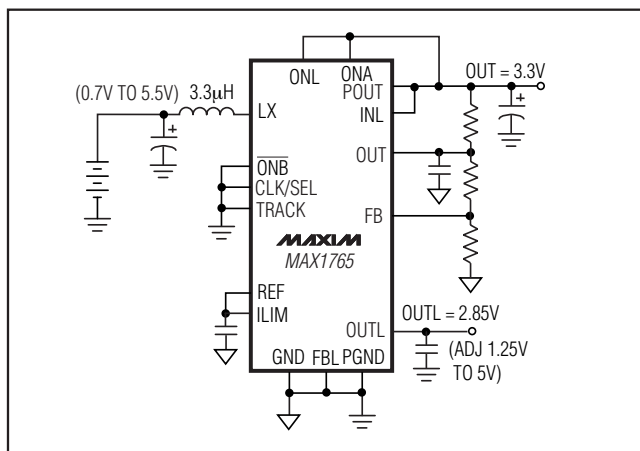 ONL ONA
OUT = 3.3V
POUT
(0.7V TO 5.5V) 3.3μH
LX
INL
OUT
ONB
CLK/SEL
TRACK
FB
MAXIM
MAX1765
REF
ILIM
OUTL = 2.85V
OUTL
(ADJ 1.25V
TO 5V)
GND FBL PGND
+
+